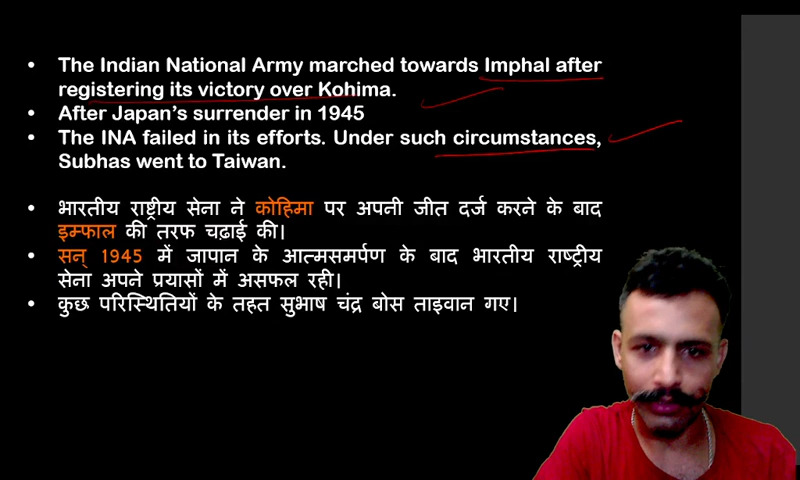 • The Indian National Army marched towards Imphal after
registering its victory over Kohima.
• After Japan's surrender in 1945
• The INA failed in its efforts. Under such circumstances,
Subhas went to Taiwan.
• भारतीय राष्ट्रीय सेना ने कोहिमा पर अपनी जीत दर्ज करने के बाद
इम्फाल की तरफ चढ़ाई की।
• सन् 1945 में जापान के आत्मसमर्पण के बाद भारतीय राष्ट्रीय
सेना अपने प्रयासों में असफल रही।
• कुछ परिस्थितियों के तहत सुभाष चंद्र बोस ताइवान गए।